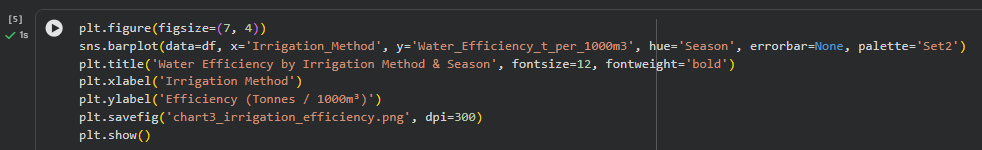 [5]
1s
plt.figure(figsize=(7, 4))
sns.barplot(data=df, x='Irrigation_Method', y='Water_Efficiency_t_per_1000m3', hue='Season', errorbar=None, palette='Set2')
plt.title('Water Efficiency by Irrigation Method & Season', fontsize=12, fontweight='bold')
plt.xlabel('Irrigation Method')
plt.ylabel('Efficiency (Tonnes / 1000m³)')
plt.savefig('chart3_irrigation_efficiency.png', dpi=300)
plt.show()